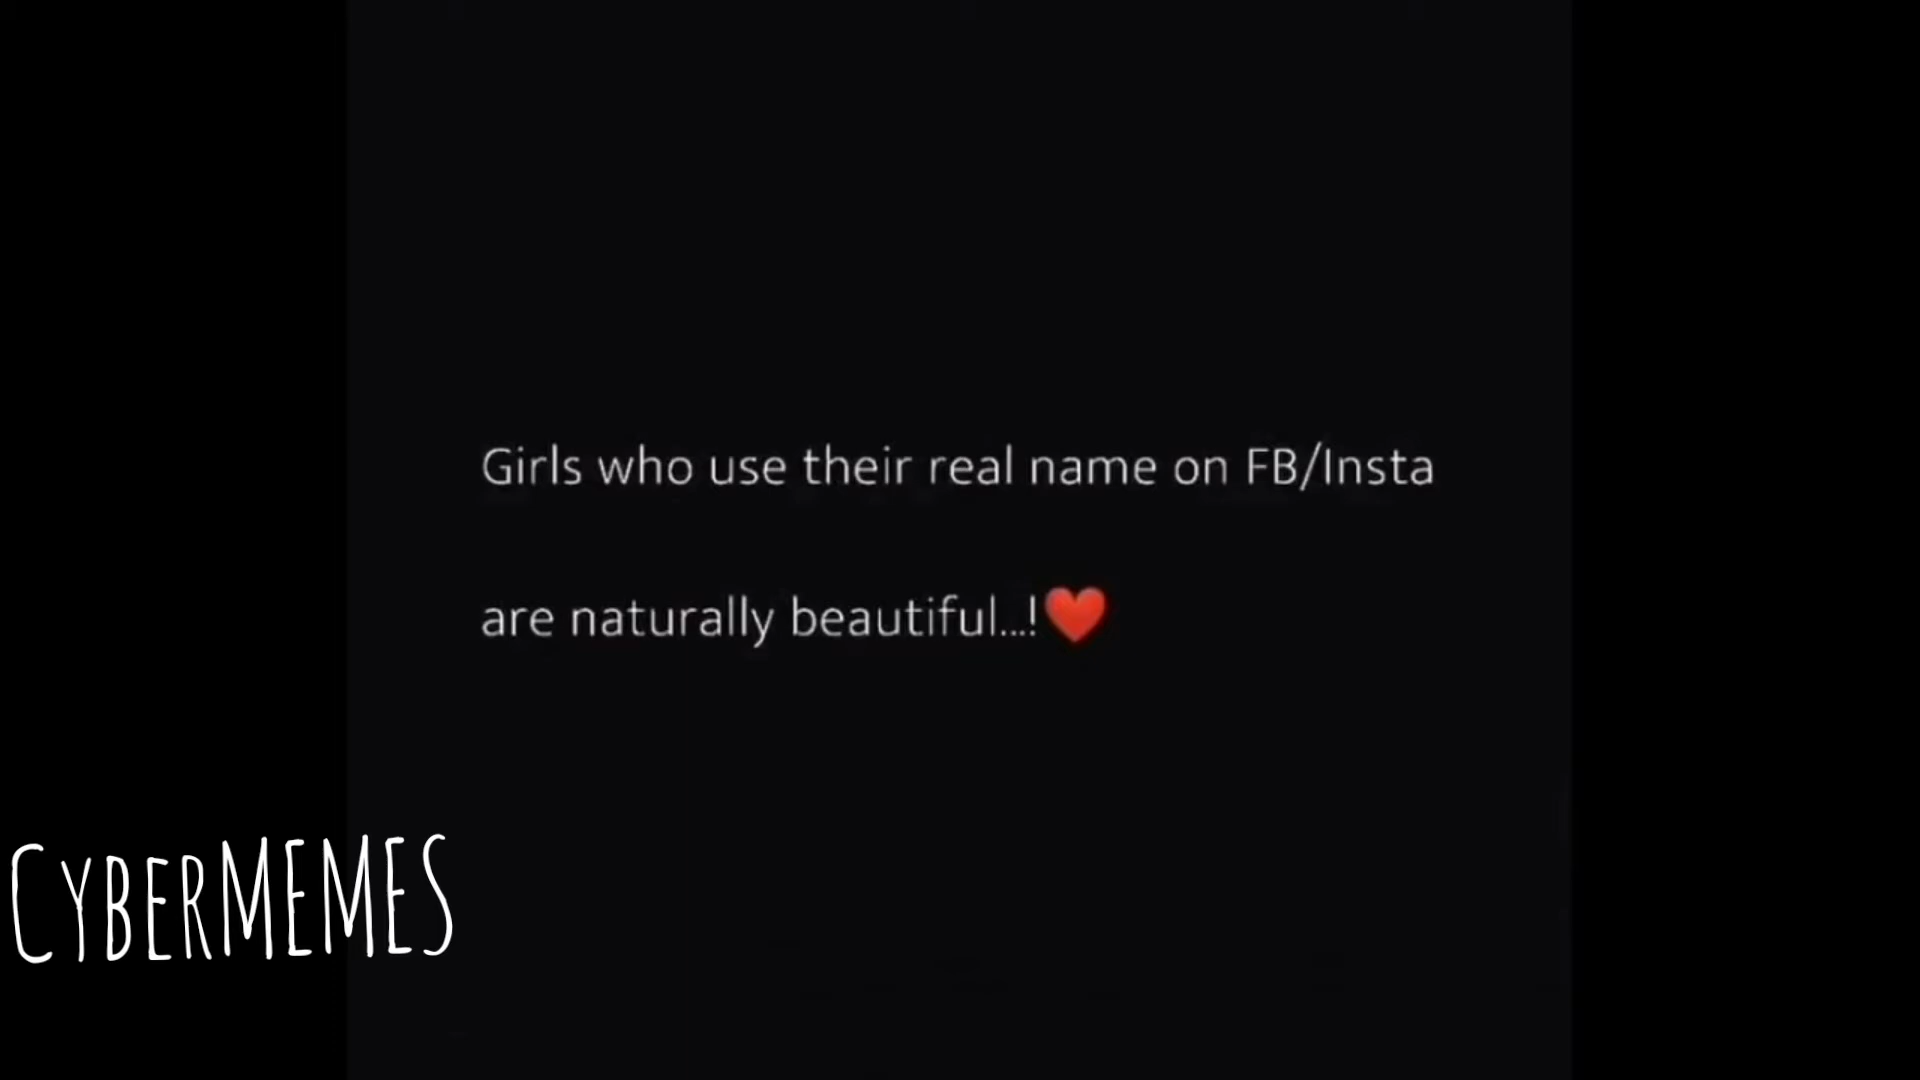 Girls who use their real name on FB/Insta
are naturally beautiful...!❤️
CYBERMEMES